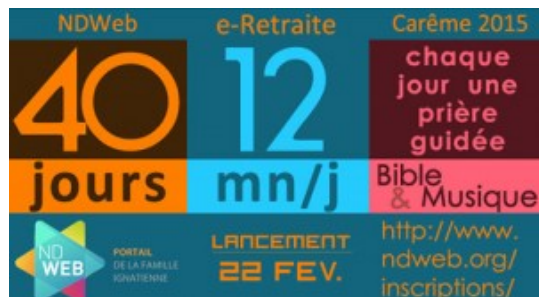 NDWeb
40
jours
e-Retraite
12
mn/j
Carême 2015
chaque
jour une
prière
guidée
Bible
& Musique
ND
WEB
PORTAIL
DE LA FAMILLE
IGNATIENNE
LANCEMENT
22 FEV.
http://www.
ndweb.org/
inscriptions/